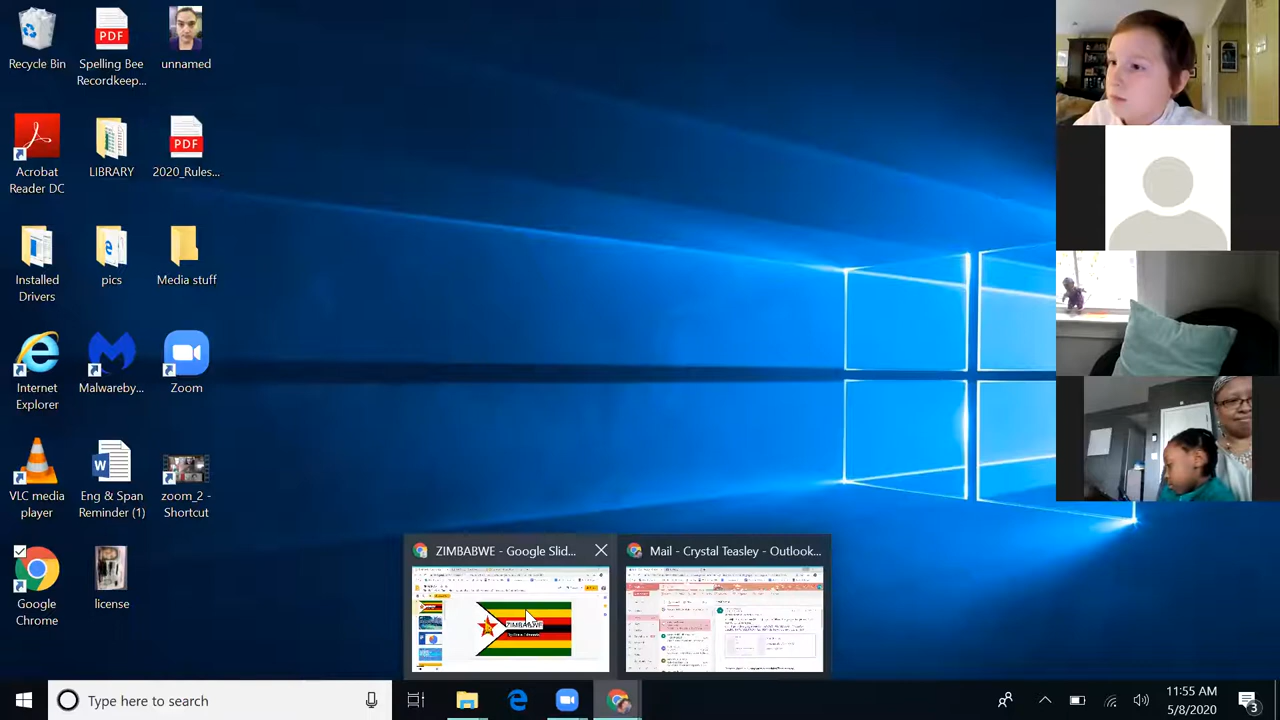 Recycle Bin
Spelling Bee
Recordkeep...
unnamed
Acrobat
Reader DC
LIBRARY
2020_Rules...
Installed
Drivers
pics
Media stuff
Internet
Explorer
Malwareby...
Zoom
VLC media
player
Eng & Span
Reminder (1)
zoom_2 -
Shortcut
Google
license
PDF
PDF
ZIMBABWE - Google Slid...
Mail - Crystal Teasley - Outlook...
ZIMBABWE
Type here to search
11:55 AM
5/8/2020
3